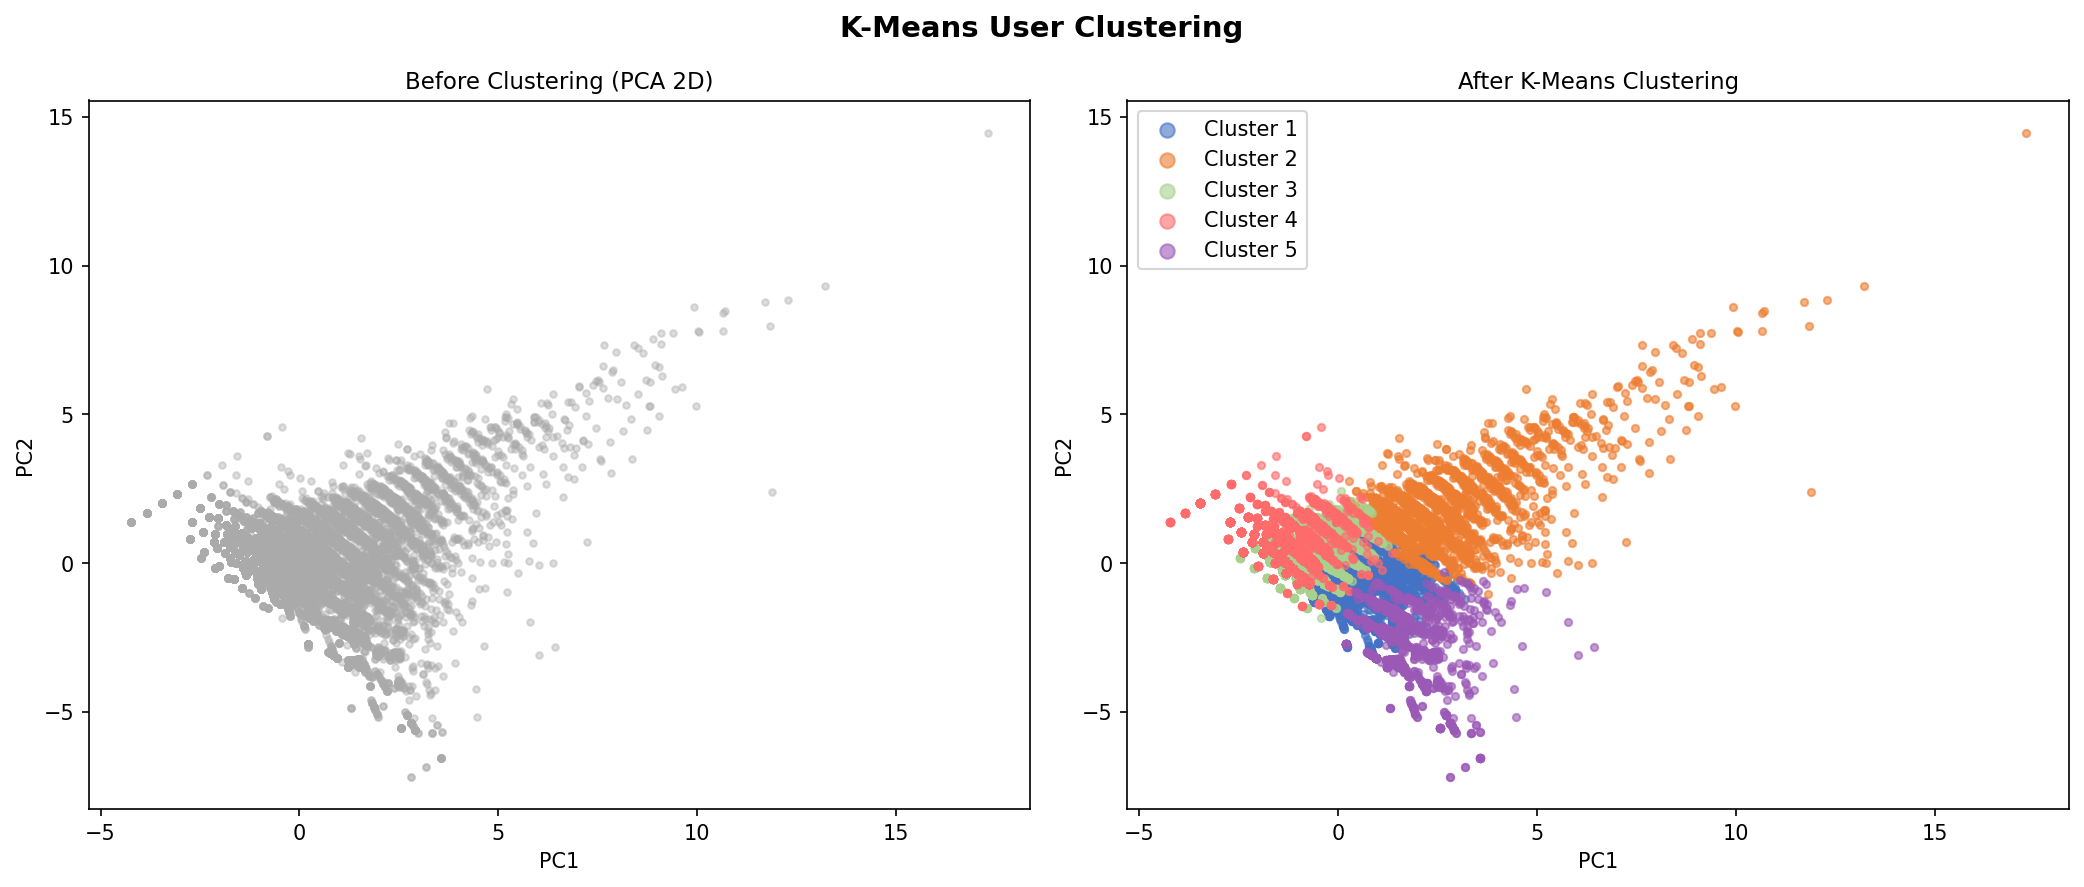 K-Means User Clustering
Before Clustering (PCA 2D)
15
10
5
0
−5
PC2
−5 0 5 10 15
PC1
After K-Means Clustering
Cluster 1
Cluster 2
Cluster 3
Cluster 4
Cluster 5
15
10
5
0
−5
PC2
−5 0 5 10 15
PC1